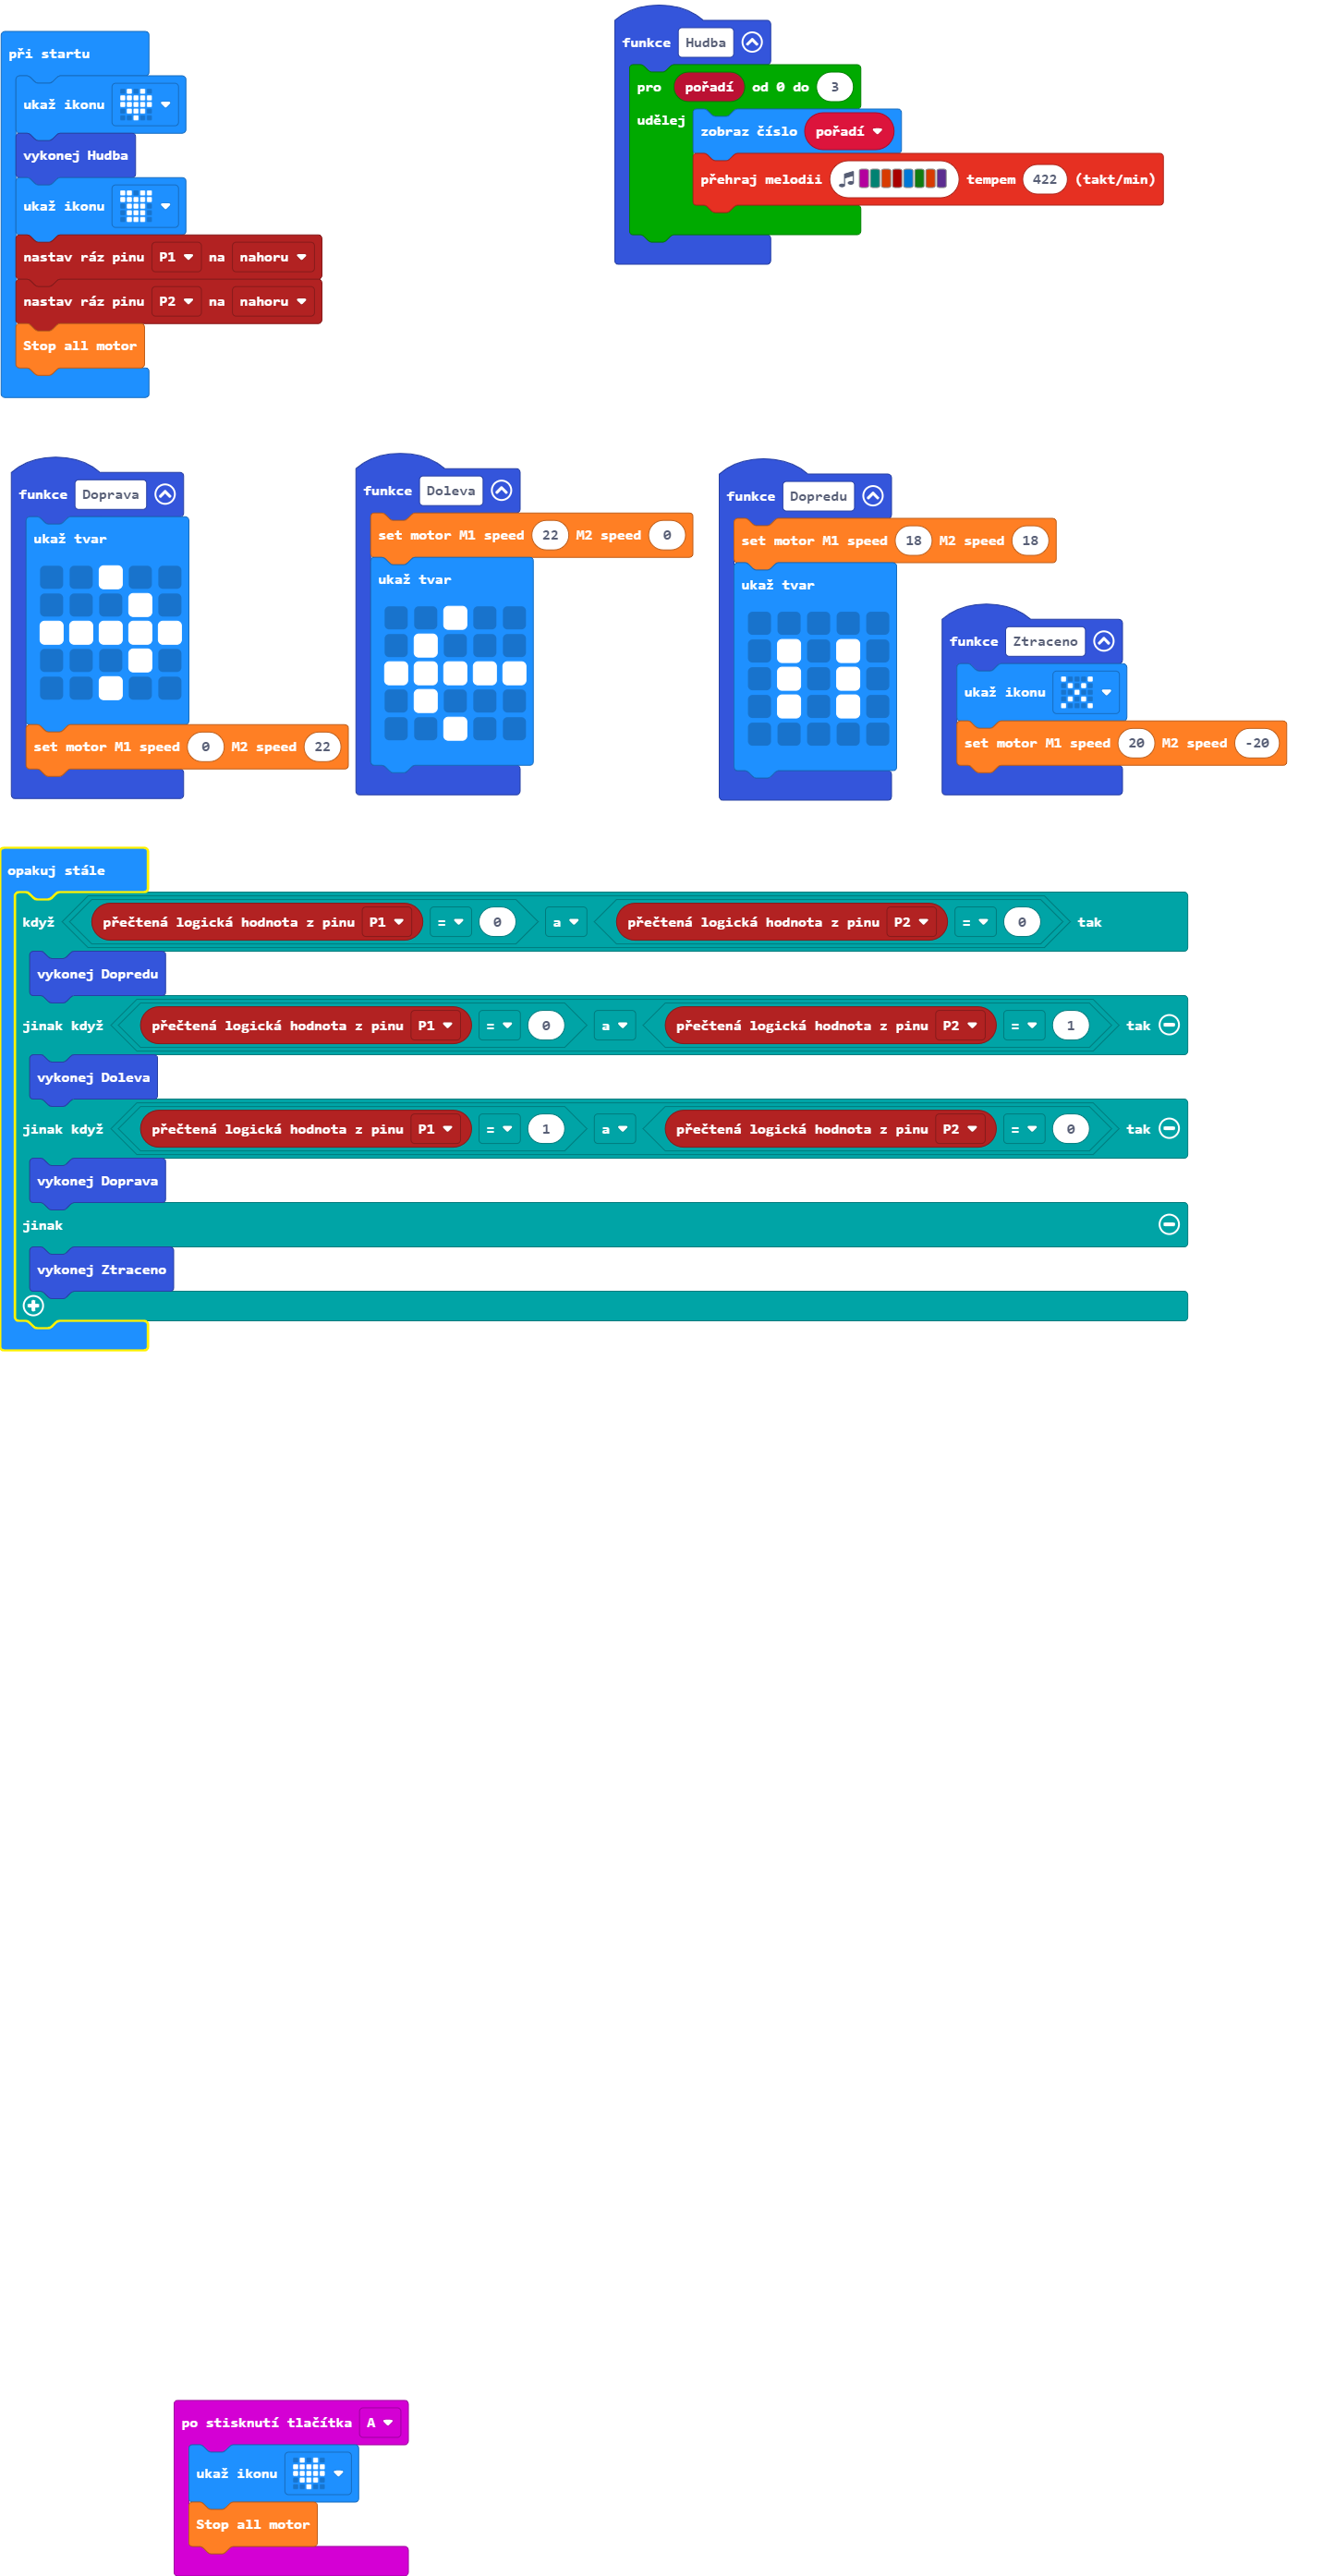 při startu
ukaž ikonu
vykonej Hudba
ukaž ikonu
nastav ráz pinu P1 na nahoru
nastav ráz pinu P2 na nahoru
Stop all motor
funkce Hudba
pro pořadí od 0 do 3
udělej
zobraz číslo pořadí
přehraj melodii tempem 422 (takt/min)
funkce Doprava
ukaž tvar
set motor M1 speed 0 M2 speed 22
funkce Doleva
set motor M1 speed 22 M2 speed 0
ukaž tvar
funkce Dopredu
set motor M1 speed 18 M2 speed 18
ukaž tvar
funkce Ztraceno
ukaž ikonu
set motor M1 speed 20 M2 speed -20
opakuj stále
když přečtená logická hodnota z pinu P1 = 0 a přečtená logická hodnota z pinu P2 = 0 tak
vykonej Dopredu
jinak když přečtená logická hodnota z pinu P1 = 0 a přečtená logická hodnota z pinu P2 = 1 tak
vykonej Doleva
jinak když přečtená logická hodnota z pinu P1 = 1 a přečtená logická hodnota z pinu P2 = 0 tak
vykonej Doprava
jinak
vykonej Ztraceno
po stisknutí tlačítka A
ukaž ikonu
Stop all motor